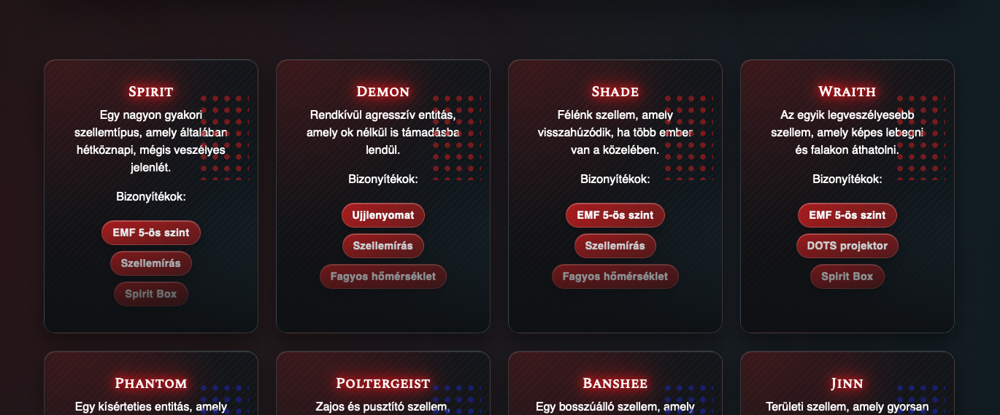 Spirit
Egy nagyon gyakori
szellemtípus, amely általában
hétköznapi, mégis veszélyes
jelenlét.
Bizonyítékok:
EMF 5-ös szint
Szellemírás
Spirit Box
Demon
Rendkívül agresszív entitás,
amely ok nélkül is támadásba
lendül.
Bizonyítékok:
Ujjlenyomat
Szellemírás
Fagyos hőmérséklet
Shade
Félénk szellem, amely
visszahúzódik, ha több ember
van a közelében.
Bizonyítékok:
EMF 5-ös szint
Szellemírás
Fagyos hőmérséklet
Wraith
Az egyik legveszélyesebb
szellem, amely képes lebegni
és falakon áthatolni.
Bizonyítékok:
EMF 5-ös szint
DOTS projektor
Spirit Box
Phantom
Egy kísérteties entitás, amely
Poltergeist
Zajos és pusztító szellem,
Banshee
Egy bosszúálló szellem, amely
Jinn
Területi szellem, amely gyorsan